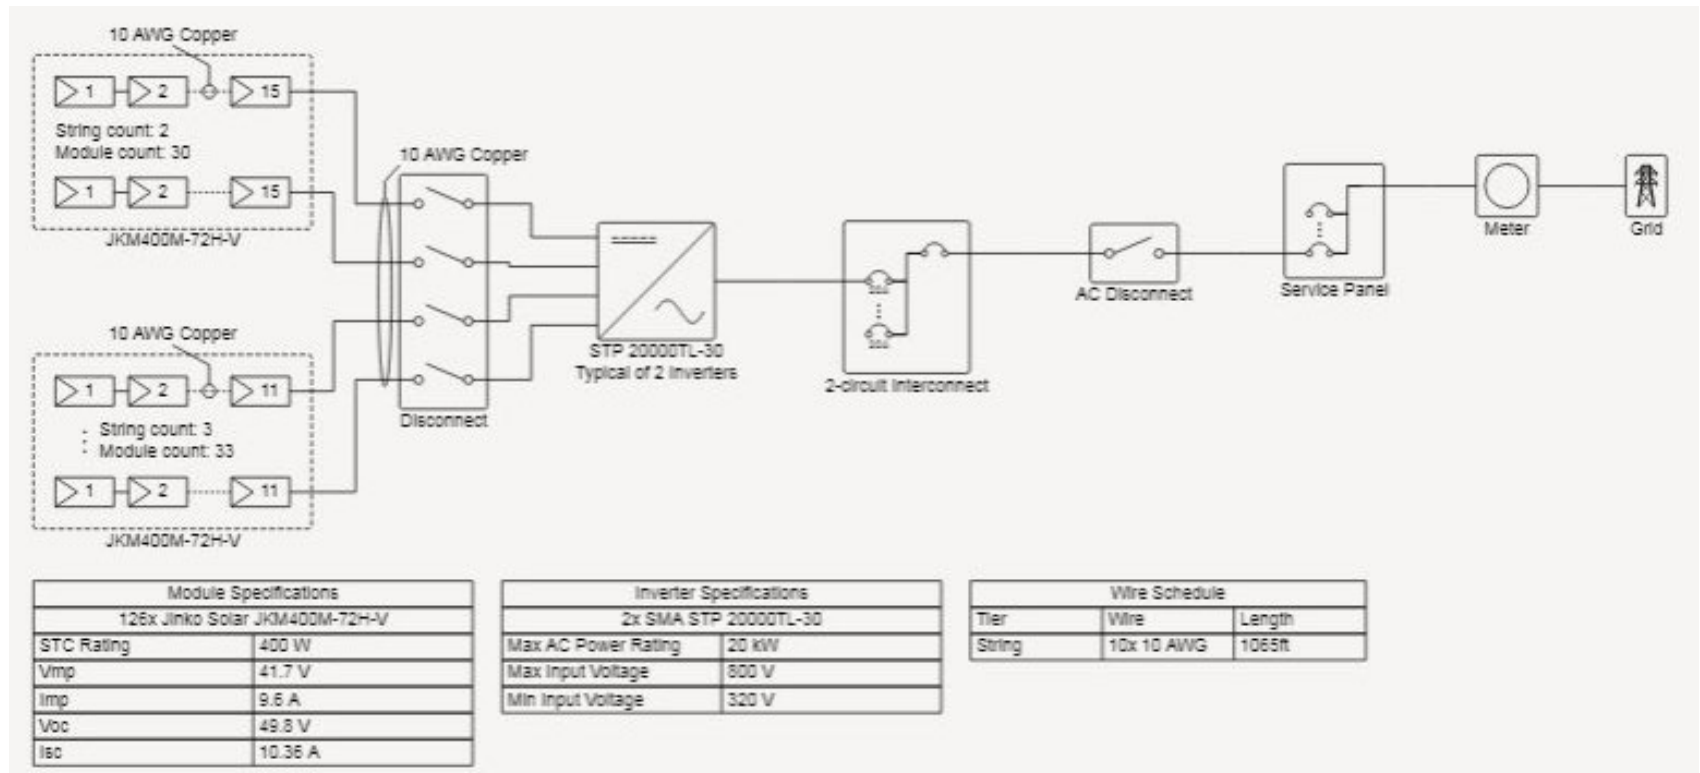 10 AWG Copper
1 2 15
String count: 2
Module count: 30
1 2 15
JKM400M-72H-V
10 AWG Copper
1 2 11
String count: 3
Module count: 33
1 2 11
JKM400M-72H-V
10 AWG Copper
Disconnect
STP 20000TL-30
Typical of 2 Inverters
2-circuit Interconnect
AC Disconnect
Service Panel
Meter
Grid
Module Specifications
126x Jinko Solar JKM400M-72H-V
STC Rating 400 W
Vmp 41.7 V
Imp 9.6 A
Voc 49.8 V
Isc 10.36 A
Inverter Specifications
2x SMA STP 20000TL-30
Max AC Power Rating 20 kW
Max Input Voltage 800 V
Min Input Voltage 320 V
Wire Schedule
Tier Wire Length
String 10x 10 AWG 1065ft